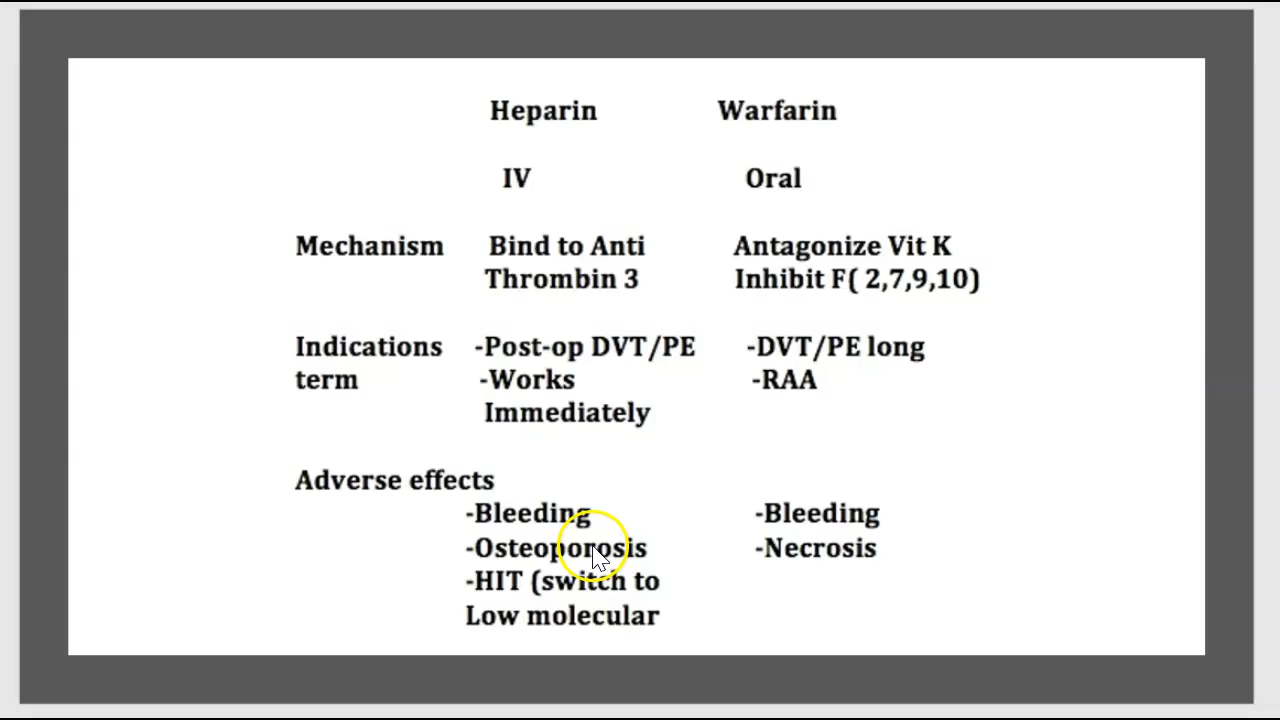 Heparin Warfarin
IV Oral
Mechanism Bind to Anti Antagonize Vit K
Thrombin 3 Inhibit F( 2,7,9,10)
Indications -Post-op DVT/PE -DVT/PE long
term -Works -RAA
Immediately
Adverse effects
-Bleeding -Bleeding
-Osteoporosis -Necrosis
-HIT (switch to
Low molecular